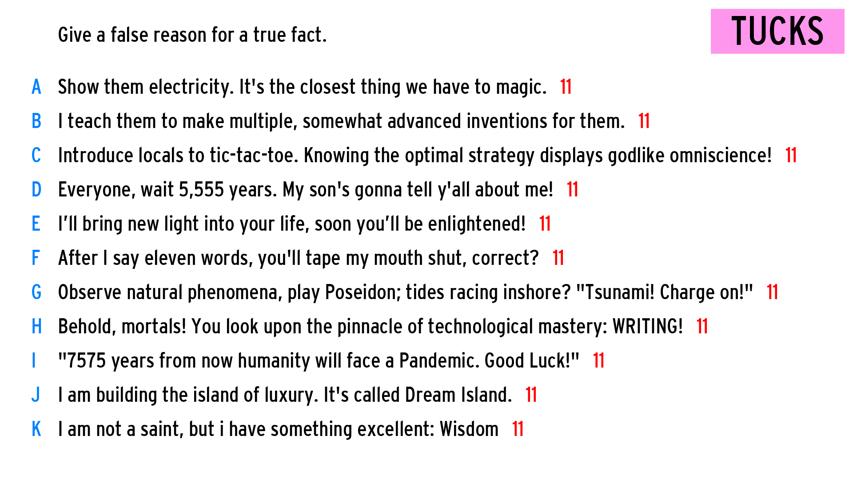 Give a false reason for a true fact.
TUCKS
A Show them electricity. It's the closest thing we have to magic. 11
B I teach them to make multiple, somewhat advanced inventions for them. 11
C Introduce locals to tic-tac-toe. Knowing the optimal strategy displays godlike omniscience! 11
D Everyone, wait 5,555 years. My son's gonna tell y'all about me! 11
E I’ll bring new light into your life, soon you’ll be enlightened! 11
F After I say eleven words, you'll tape my mouth shut, correct? 11
G Observe natural phenomena, play Poseidon; tides racing inshore? "Tsunami! Charge on!" 11
H Behold, mortals! You look upon the pinnacle of technological mastery: WRITING! 11
I "7575 years from now humanity will face a Pandemic. Good Luck!" 11
J I am building the island of luxury. It's called Dream Island. 11
K I am not a saint, but i have something excellent: Wisdom 11